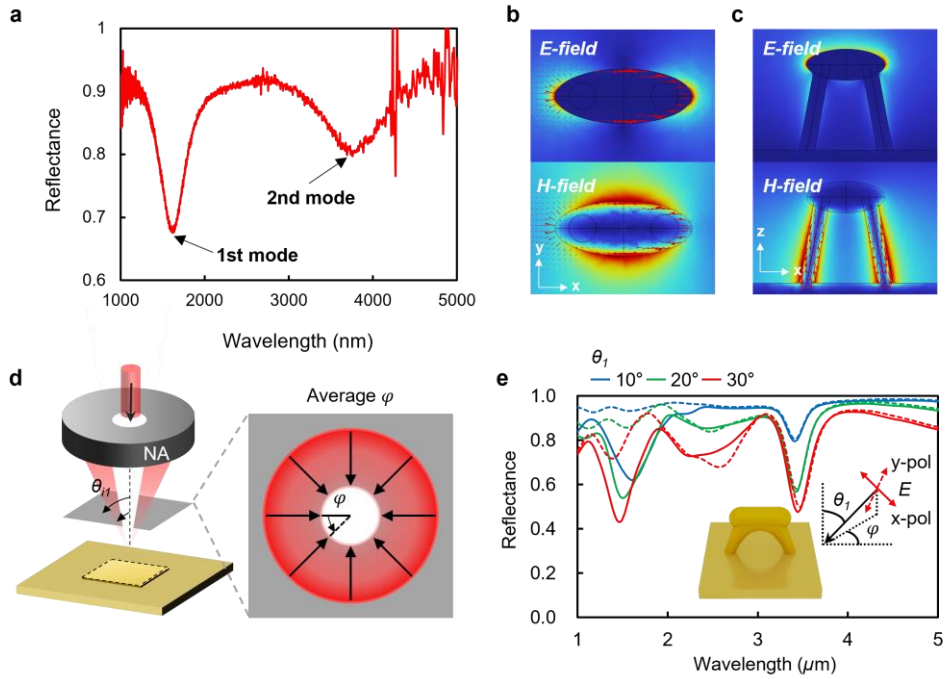 a
1
0.9
0.8
0.7
0.6
Reflectance
1st mode
2nd mode
1000 2000 3000 4000 5000
Wavelength (nm)
b
E-field
H-field
y
x
c
E-field
H-field
z
x
d
NA
θi1
Average φ
φ
e
θ1
10° 20° 30°
1.0
0.8
0.6
0.4
0.2
0.0
Reflectance
y-pol
E
x-pol
θ1
φ
1 2 3 4 5
Wavelength (µm)